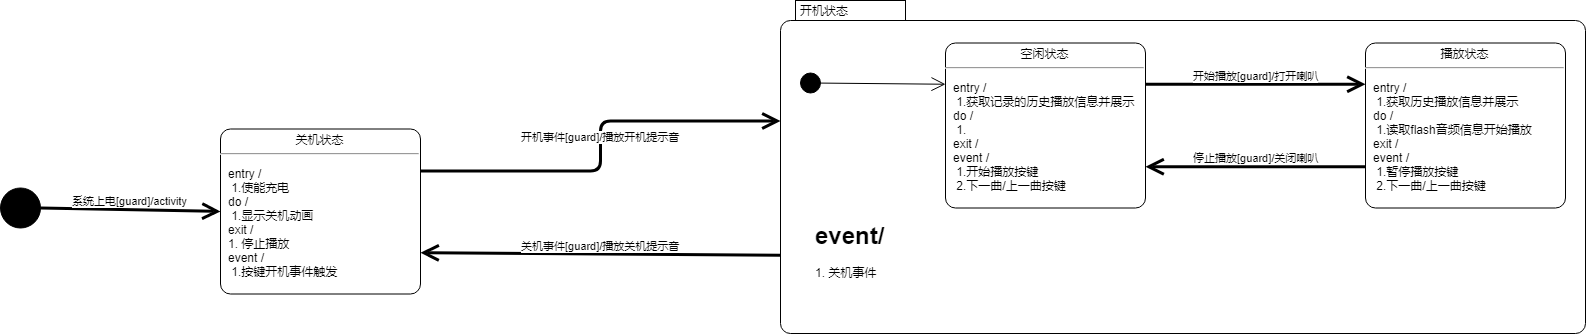 开机状态
空闲状态
entry /
1.获取记录的历史播放信息并展示
do /
1.
exit /
event /
1.开始播放按键
2.下一曲/上一曲按键
开始播放[guard]/打开喇叭
停止播放[guard]/关闭喇叭
播放状态
entry /
1.获取历史播放信息并展示
do /
1.读取flash音频信息开始播放
exit /
event /
1.暂停播放按键
2.下一曲/上一曲按键
开机事件[guard]/播放开机提示音
关机状态
entry /
1.使能充电
do /
1.显示关机动画
exit /
1. 停止播放
event /
1.按键开机事件触发
系统上电[guard]/activity
关机事件[guard]/播放关机提示音
event/
1. 关机事件